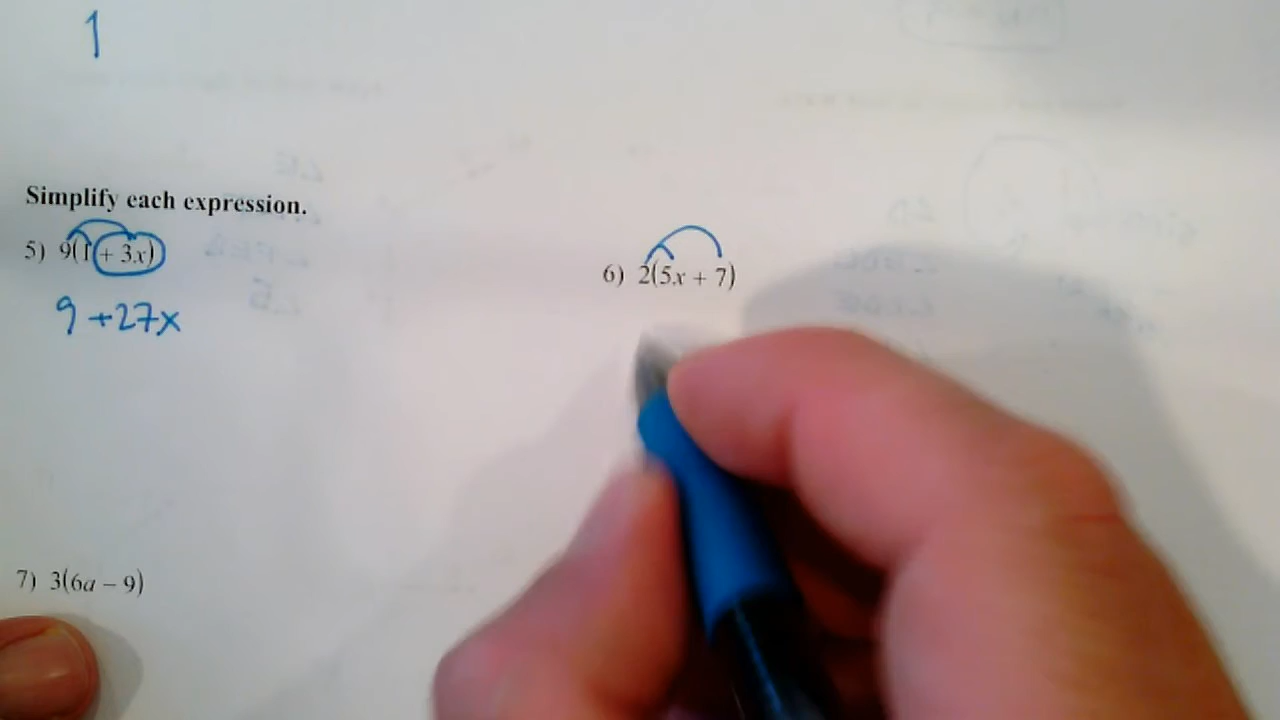 1
Simplify each expression.
5) 9(1 + 3x)
9 + 27x
6) 2(5x + 7)
7) 3(6a – 9)